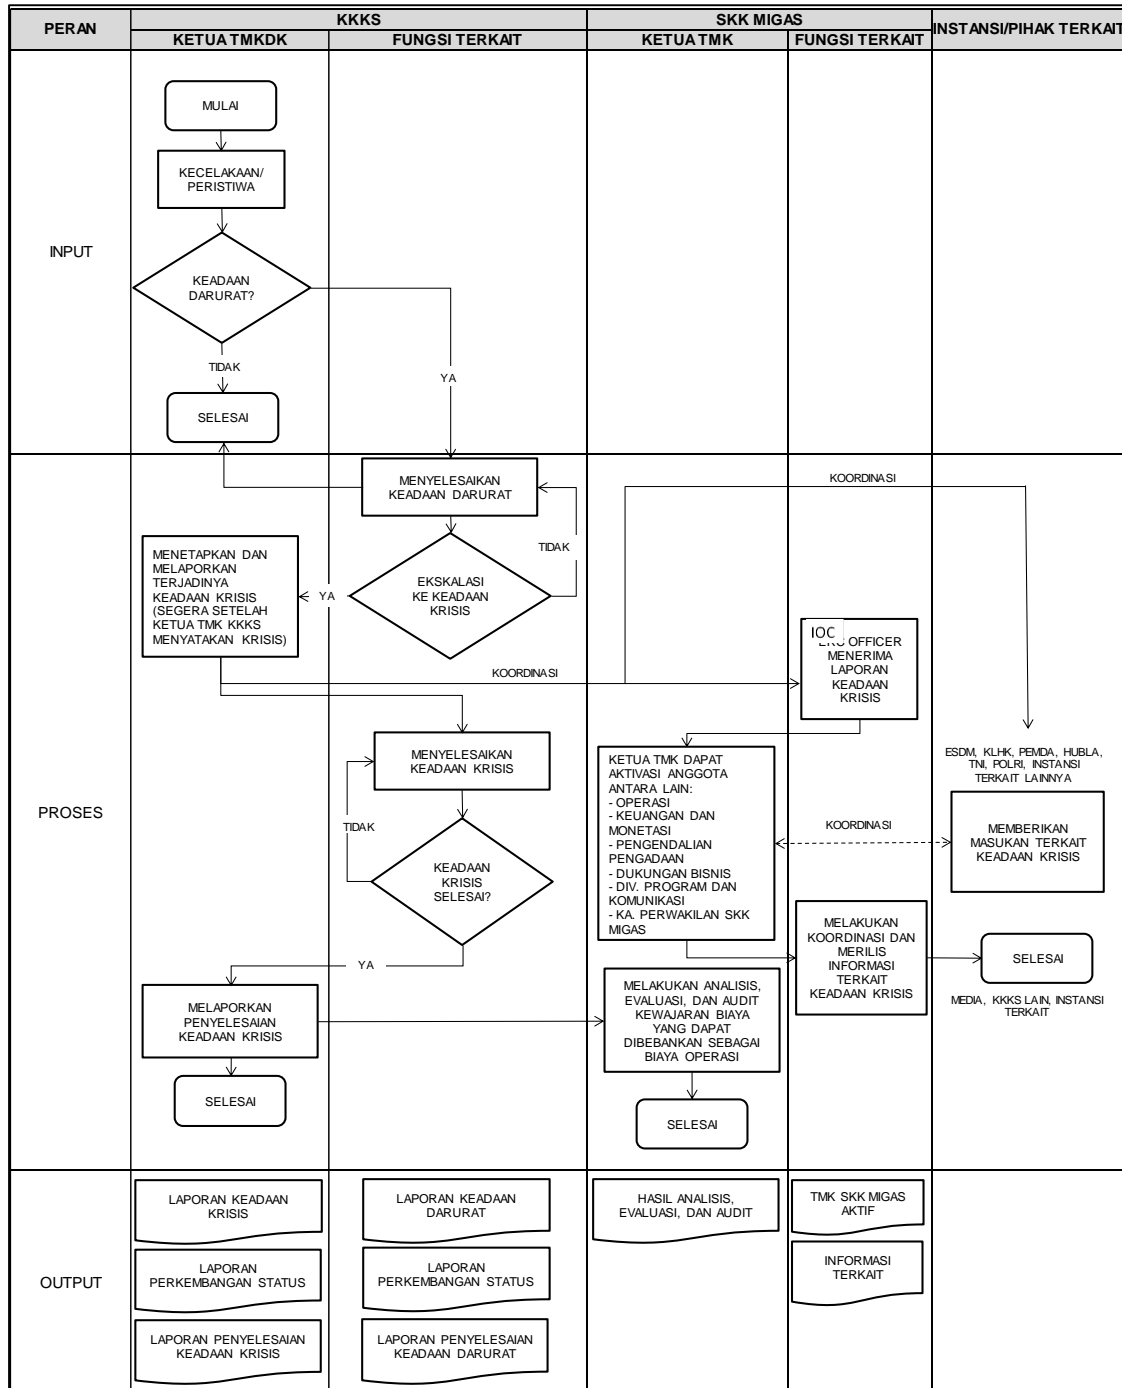 PERAN
KKKS
SKK MIGAS
INSTANSI/PIHAK TERKAIT
KETUA TMKDK
FUNGSI TERKAIT
KETUA TMK
FUNGSI TERKAIT
INPUT
MULAI
KECELAKAAN/
PERISTIWA
KEADAAN
DARURAT?
TIDAK
YA
SELESAI
PROSES
MENYELESAIKAN
KEADAAN DARURAT
KOORDINASI
TIDAK
EKSKALASI
KE KEADAAN
KRISIS
YA
MENETAPKAN DAN
MELAPORKAN
TERJADINYA
KEADAAN KRISIS
(SEGERA SETELAH
KETUA TMK KKKS
MENYATAKAN KRISIS)
KOORDINASI
IOC
OFFICER
MENERIMA
LAPORAN
KEADAAN
KRISIS
MENYELESAIKAN
KEADAAN KRISIS
TIDAK
KEADAAN
KRISIS
SELESAI?
YA
KETUA TMK DAPAT
AKTIVASI ANGGOTA
ANTARA LAIN:
- OPERASI
- KEUANGAN DAN
MONETASI
- PENGENDALIAN
PENGADAAN
- DUKUNGAN BISNIS
- DIV. PROGRAM DAN
KOMUNIKASI
- KA. PERWAKILAN SKK
MIGAS
KOORDINASI
ESDM, KLHK, PEMDA, HUBLA,
TNI, POLRI, INSTANSI
TERKAIT LAINNYA
MEMBERIKAN
MASUKAN TERKAIT
KEADAAN KRISIS
MELAKUKAN
KOORDINASI DAN
MERILIS
INFORMASI
TERKAIT
KEADAAN KRISIS
SELESAI
MEDIA, KKKS LAIN, INSTANSI
TERKAIT
MELAPORKAN
PENYELESAIAN
KEADAAN KRISIS
MELAKUKAN ANALISIS,
EVALUASI, DAN AUDIT
KEWAJARAN BIAYA
YANG DAPAT
DIBEBANKAN SEBAGAI
BIAYA OPERASI
SELESAI
SELESAI
OUTPUT
LAPORAN KEADAAN
KRISIS
LAPORAN KEADAAN
DARURAT
HASIL ANALISIS,
EVALUASI, DAN AUDIT
TMK SKK MIGAS
AKTIF
LAPORAN
PERKEMBANGAN STATUS
LAPORAN
PERKEMBANGAN STATUS
INFORMASI
TERKAIT
LAPORAN PENYELESAIAN
KEADAAN KRISIS
LAPORAN PENYELESAIAN
KEADAAN DARURAT